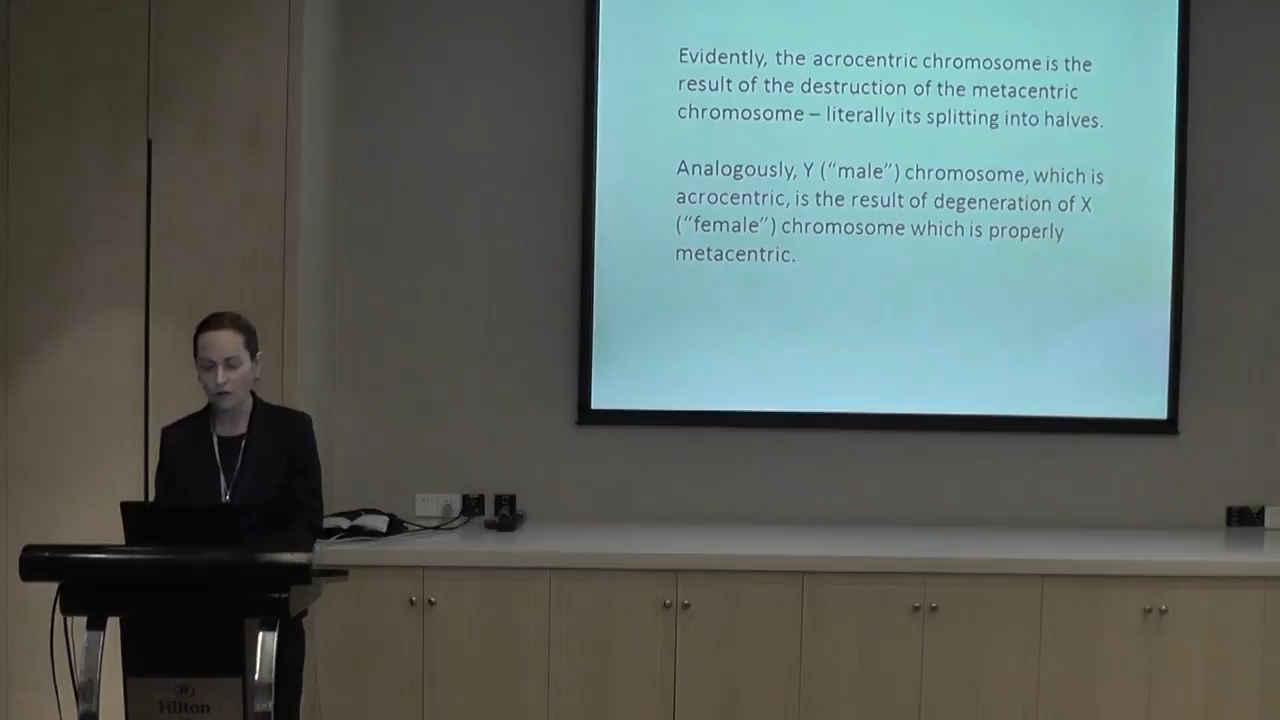 Evidently, the acrocentric chromosome is the
result of the destruction of the metacentric
chromosome – literally its splitting into halves.
Analogously, Y (“male”) chromosome, which is
acrocentric, is the result of degeneration of X
(“female”) chromosome which is properly
metacentric.
Hilton